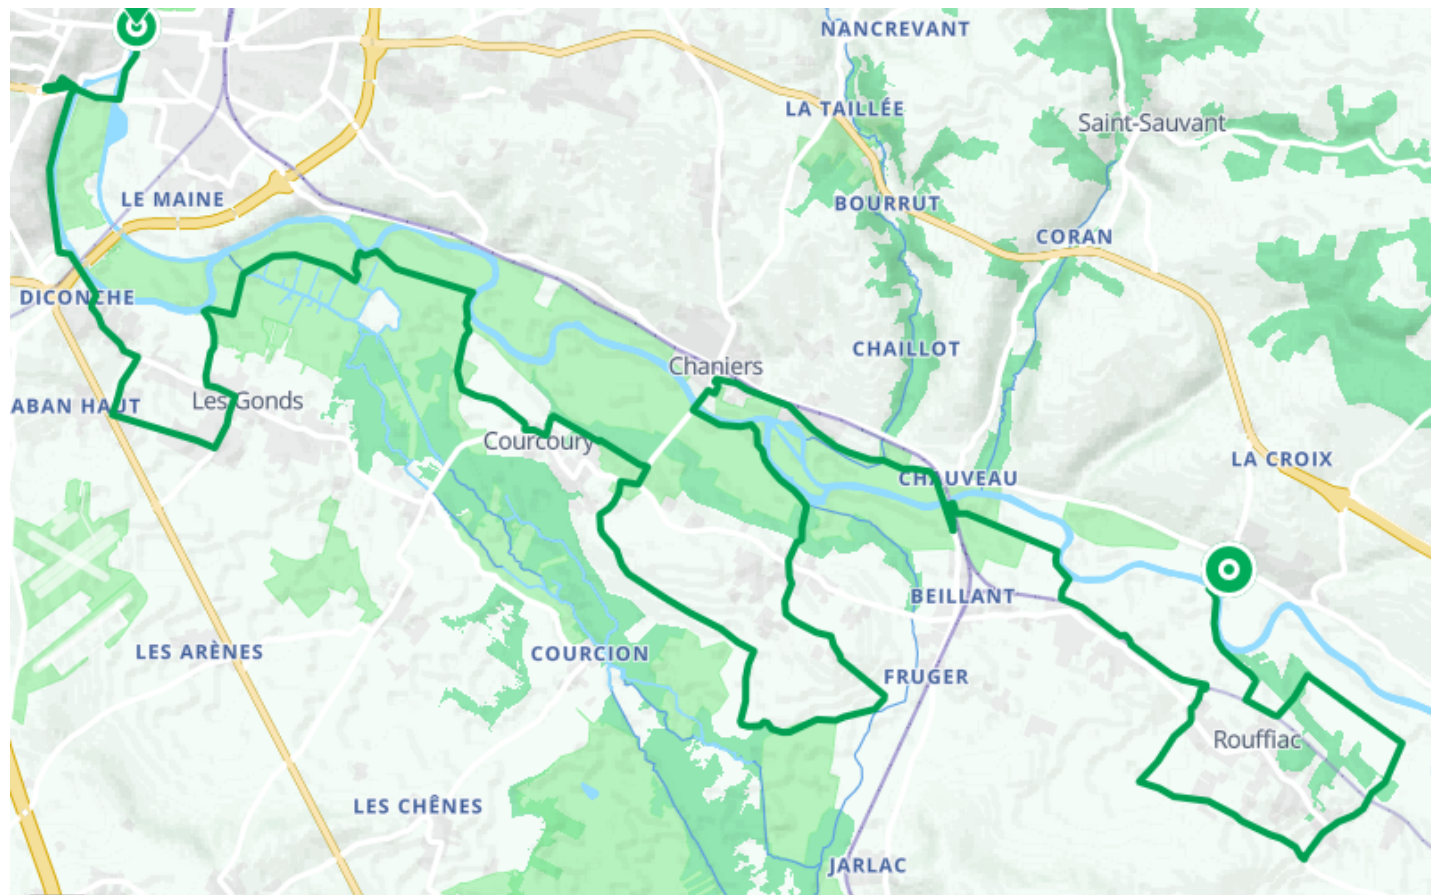 NANCREVANT
LA TAILLÉE
Saint-Sauvant
LE MAINE
BOURRUT
CORAN
DICONCHE
CHAILLOT
Chaniers
ABAN HAUT
Les Gonds
Courcoury
LA CROIX
CHAUVEAU
BEILLANT
LES ARÈNES
COURCION
FRUGER
Rouffiac
LES CHÊNES
JARLAC